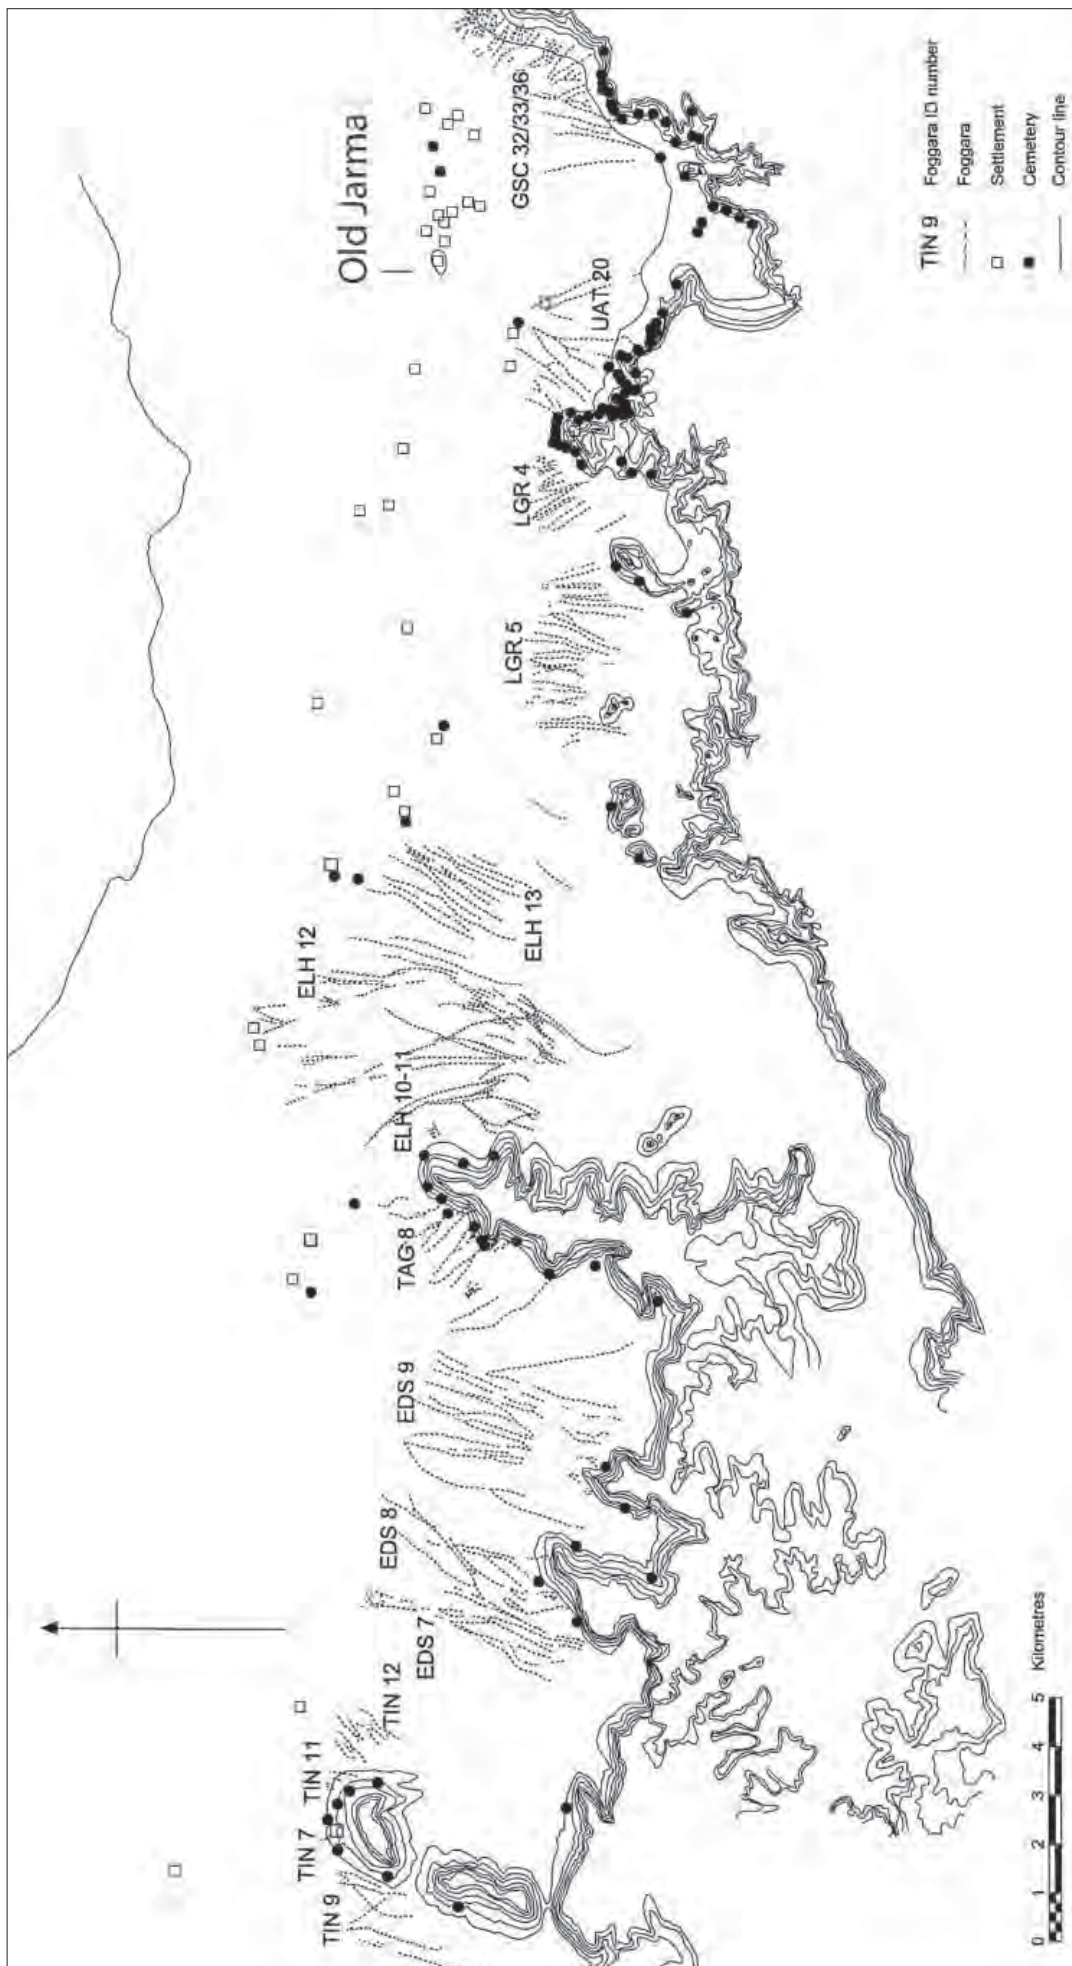 TIN 9
TIN 7
TIN 11
TIN 12
EDS 7
EDS 8
EDS 9
TAG 8
ELH 10-11
ELH 12
ELH 13
LGR 5
LGR 4
UAT 20
Old Jarma
GSC 32/33/36
0 1 2 3 4 5 Kilometres
TIN 9 Foggara ID number
Foggara
Settlement
Cemetery
Contour line